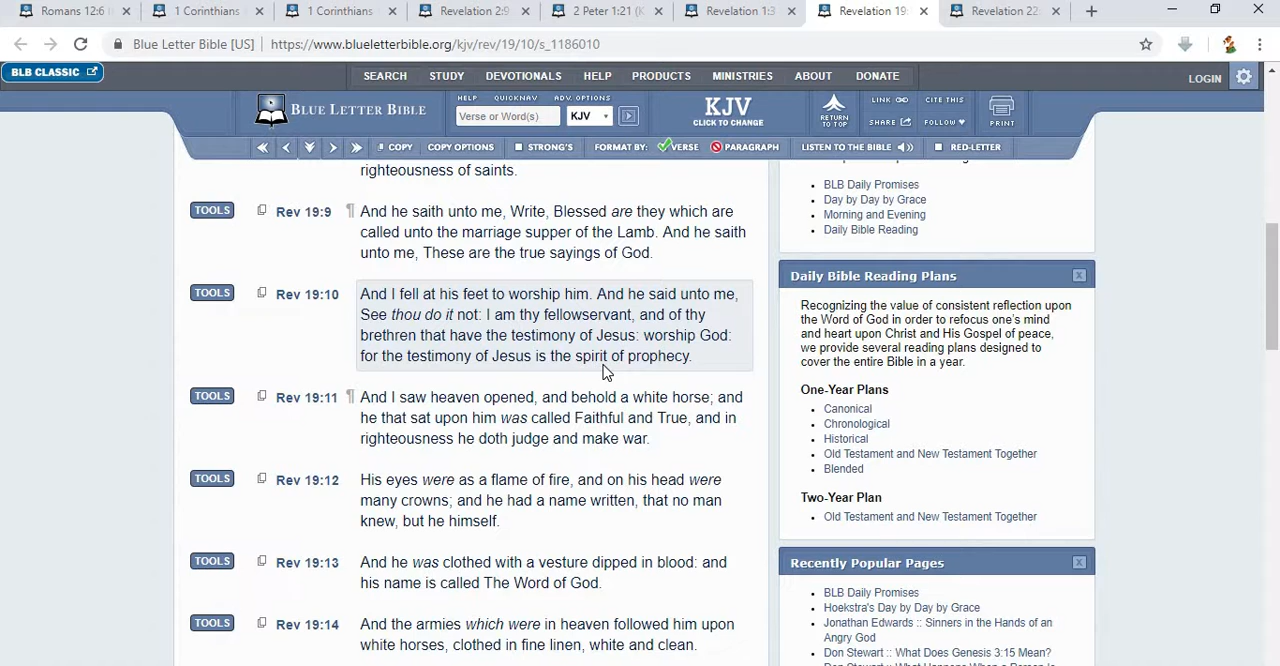 Romans 12:6 (
1 Corinthians
1 Corinthians
Revelation 2:9
2 Peter 1:21 (K
Revelation 1:3
Revelation 19:
Revelation 22:
Blue Letter Bible [US] | https://www.blueletterbible.org/kjv/rev/19/10/s_1186010
BLB CLASSIC
SEARCH STUDY DEVOTIONALS HELP PRODUCTS MINISTRIES ABOUT DONATE
LOGIN
BLUE LETTER BIBLE
HELP QUICKNAV ADV. OPTIONS
Verse or Word(s) KJV
KJV
CLICK TO CHANGE
RETURN
TO TOP
LINK CITE THIS
SHARE FOLLOW
PRINT
COPY COPY OPTIONS STRONG'S FORMAT BY: VERSE PARAGRAPH LISTEN TO THE BIBLE RED-LETTER
righteousness of saints.
TOOLS Rev 19:9 ¶ And he saith unto me, Write, Blessed are they which are
called unto the marriage supper of the Lamb. And he saith
unto me, These are the true sayings of God.
TOOLS Rev 19:10 And I fell at his feet to worship him. And he said unto me,
See thou do it not: I am thy fellowservant, and of thy
brethren that have the testimony of Jesus: worship God:
for the testimony of Jesus is the spirit of prophecy.
TOOLS Rev 19:11 ¶ And I saw heaven opened, and behold a white horse; and
he that sat upon him was called Faithful and True, and in
righteousness he doth judge and make war.
TOOLS Rev 19:12 His eyes were as a flame of fire, and on his head were
many crowns; and he had a name written, that no man
knew, but he himself.
TOOLS Rev 19:13 And he was clothed with a vesture dipped in blood: and
his name is called The Word of God.
TOOLS Rev 19:14 And the armies which were in heaven followed him upon
white horses, clothed in fine linen, white and clean.
BLB Daily Promises
Day by Day by Grace
Morning and Evening
Daily Bible Reading
Daily Bible Reading Plans
Recognizing the value of consistent reflection upon
the Word of God in order to refocus one's mind
and heart upon Christ and His Gospel of peace,
we provide several reading plans designed to
cover the entire Bible in a year.
One-Year Plans
Canonical
Chronological
Historical
Old Testament and New Testament Together
Blended
Two-Year Plan
Old Testament and New Testament Together
Recently Popular Pages
BLB Daily Promises
Hoekstra's Day by Day by Grace
Jonathan Edwards :: Sinners in the Hands of an
Angry God
Don Stewart :: What Does Genesis 3:15 Mean?